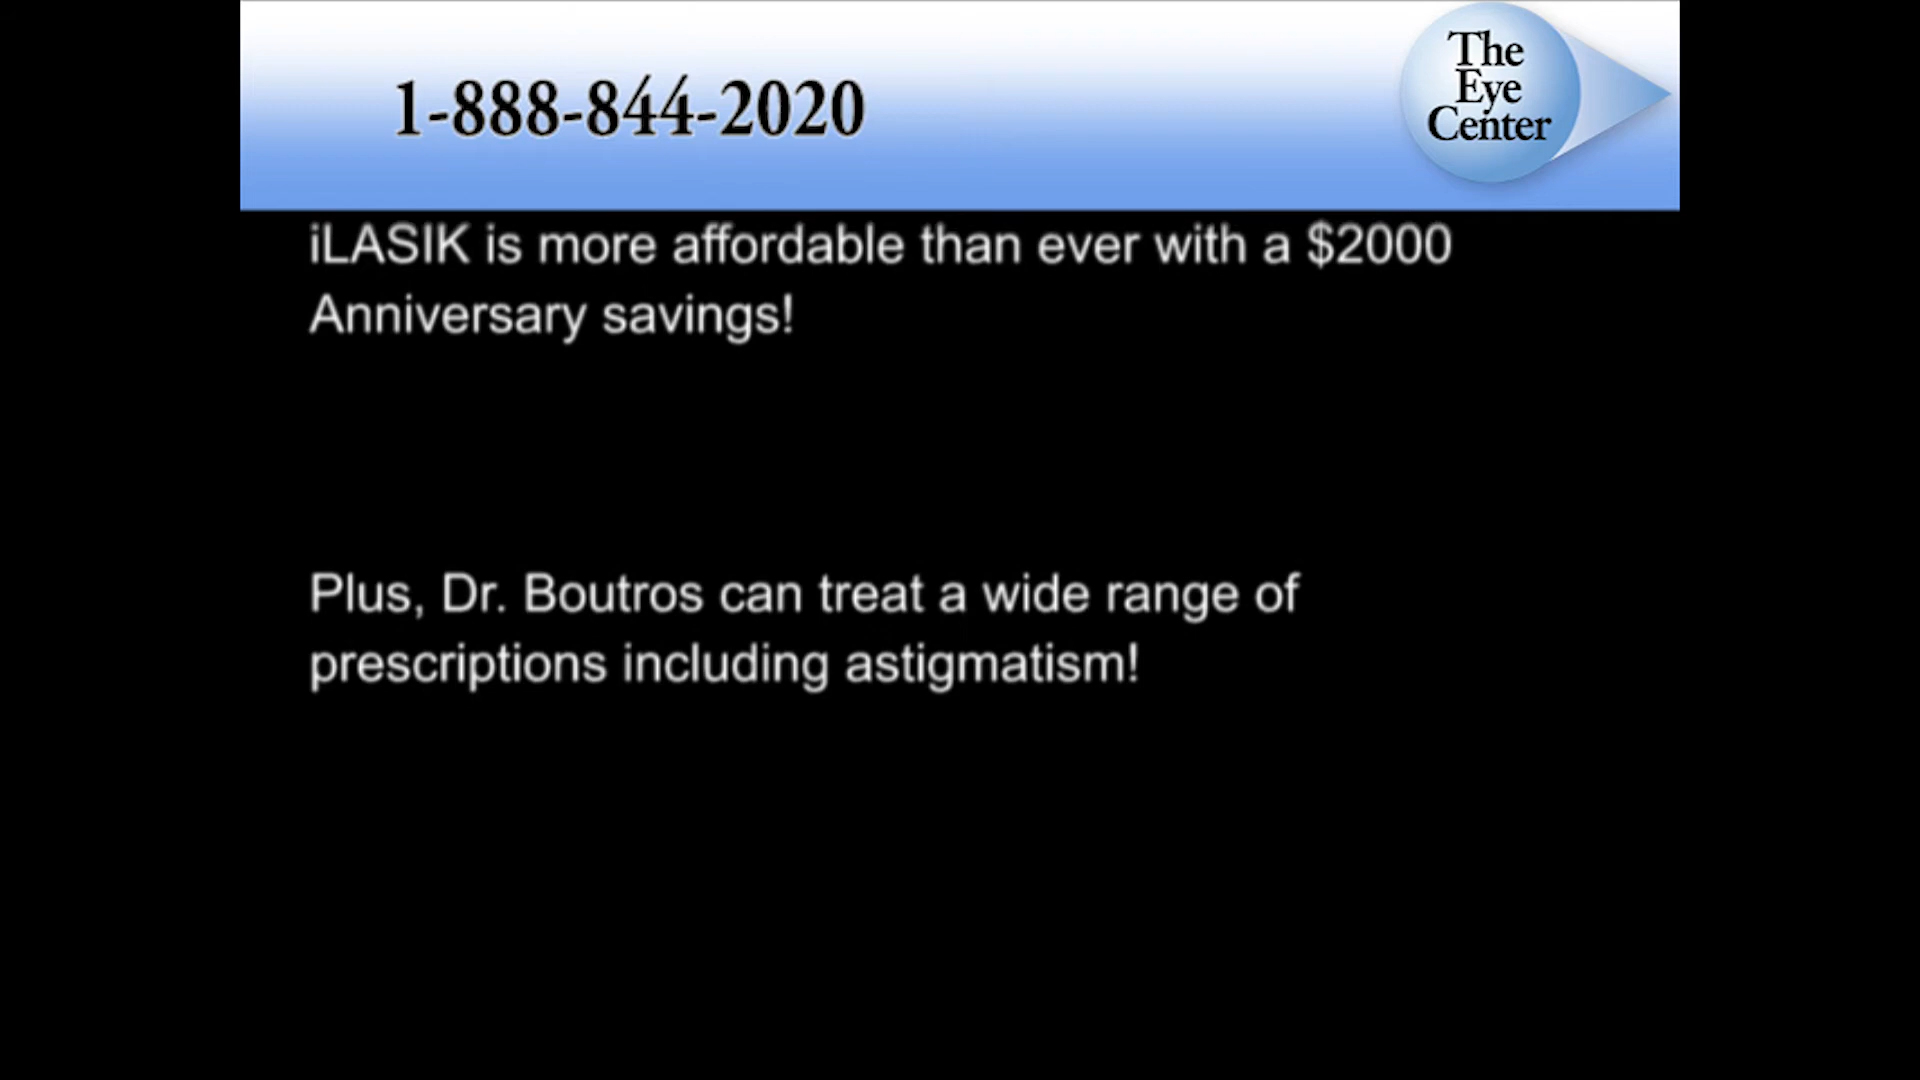 1-888-844-2020
The
Eye
Center
iLASIK is more affordable than ever with a $2000
Anniversary savings!
Plus, Dr. Boutros can treat a wide range of
prescriptions including astigmatism!